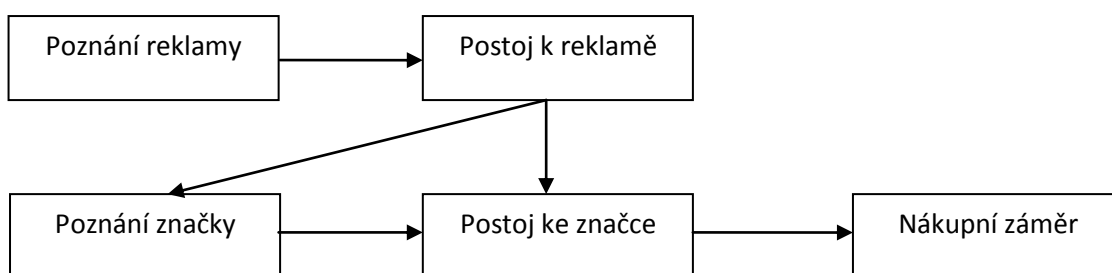 Poznání reklamy
Postoj k reklamě
Poznání značky
Postoj ke značce
Nákupní záměr